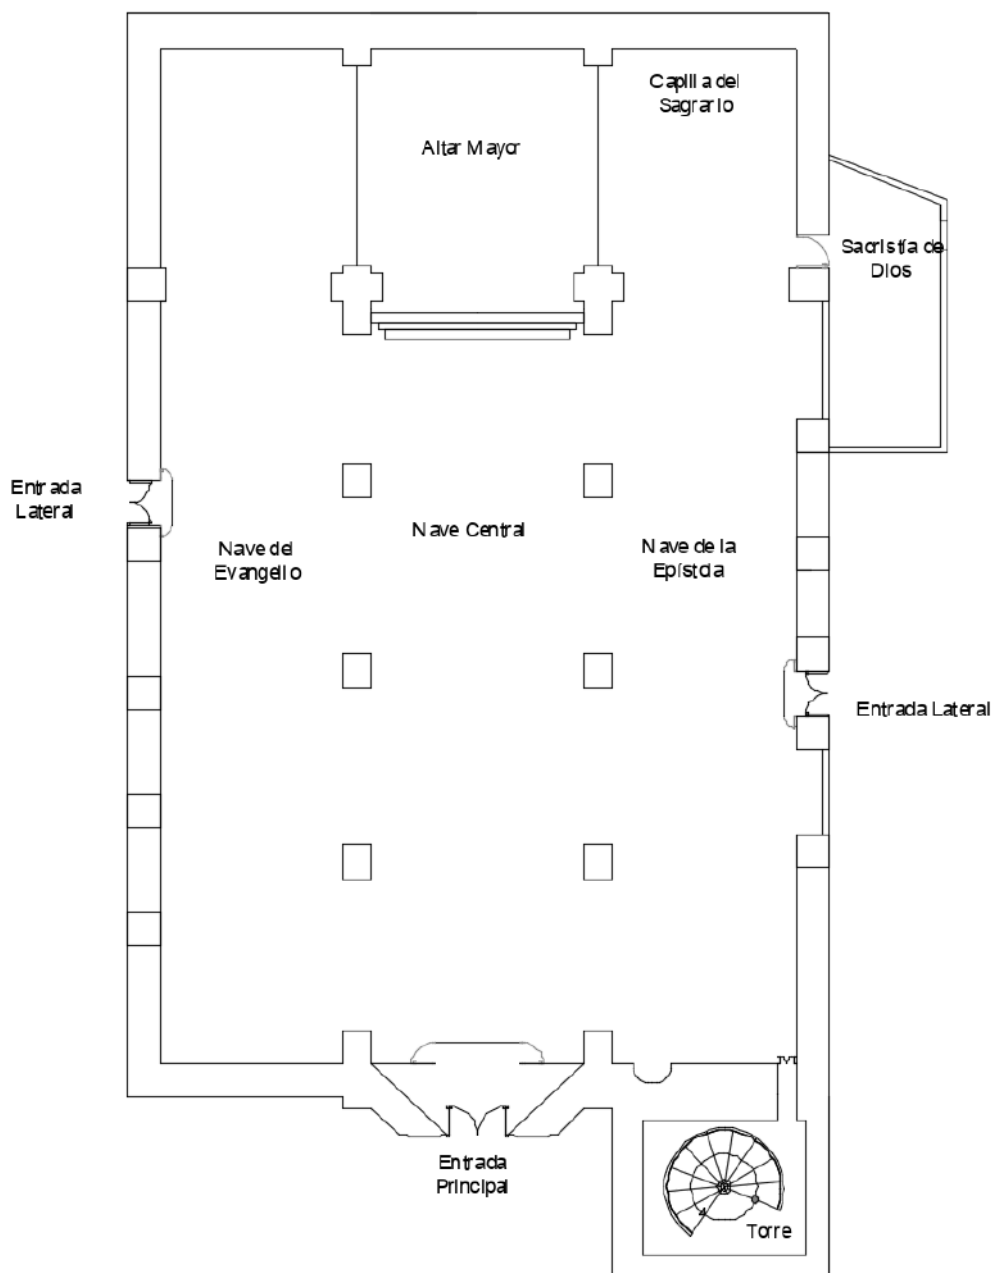 Capilla del
Sagrario
Altar Mayor
Sacristía de
Dios
Entrada
Lateral
Nave del
Evangelio
Nave Central
Nave de la
Epístola
Entrada Lateral
Entrada
Principal
Torre